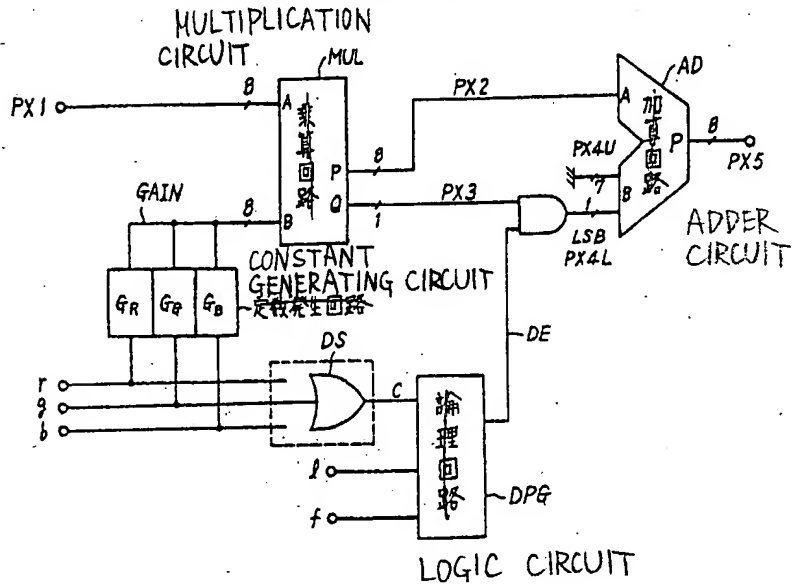 MULTIPLICATION
CIRCUIT
MUL
AD
PX1
8
A
乗算回路
P
8
PX2
A
加算回路
P
8
PX5
Q
1
PX3
PX4U
7
B
1
LSB
PX4L
ADDER
CIRCUIT
GAIN
8
B
CONSTANT
GENERATING CIRCUIT
定数発生回路
GR
GG
GB
DS
DE
r
g
b
C
論理回路
l
f
DPG
LOGIC CIRCUIT